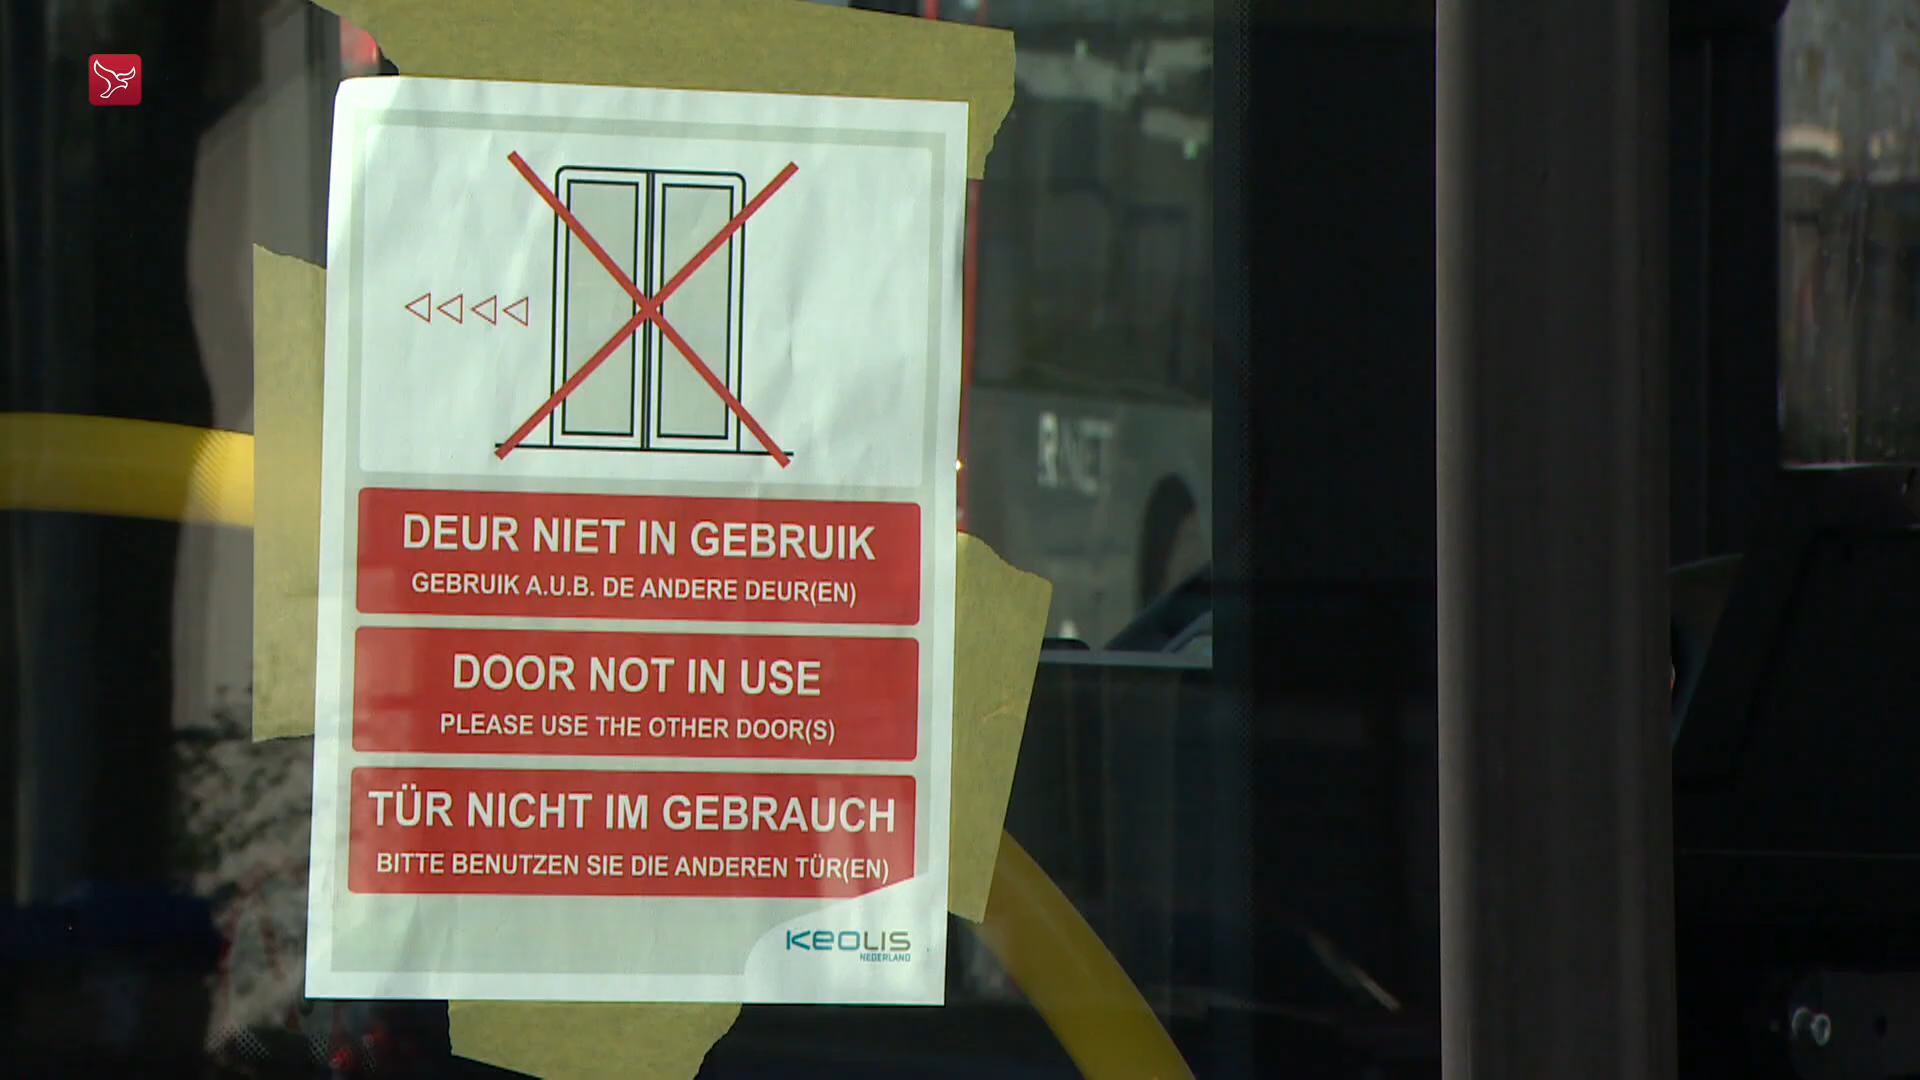 DEUR NIET IN GEBRUIK
GEBRUIK A.U.B. DE ANDERE DEUR(EN)
DOOR NOT IN USE
PLEASE USE THE OTHER DOOR(S)
TÜR NICHT IM GEBRAUCH
BITTE BENUTZEN SIE DIE ANDEREN TÜR(EN)
KEOLIS
NEDERLAND